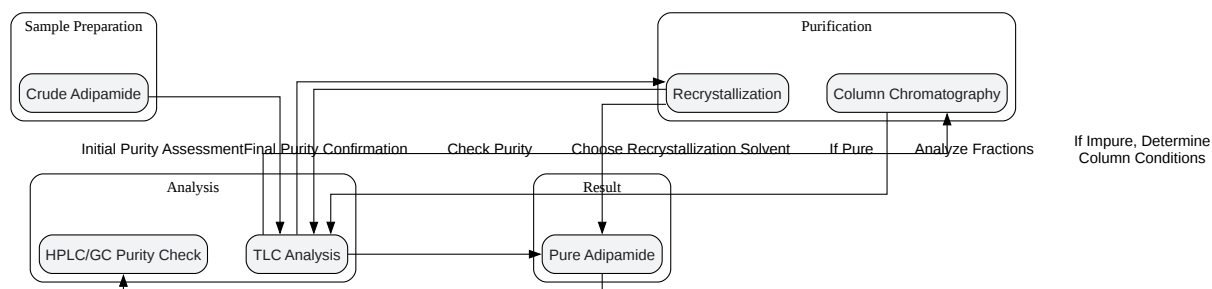 Sample Preparation
Purification
Crude Adipamide
Recrystallization
Column Chromatography
Initial Purity Assessment
Final Purity Confirmation
Check Purity
Choose Recrystallization Solvent
If Pure
Analyze Fractions
If Impure, Determine
Column Conditions
Analysis
Result
HPLC/GC Purity Check
TLC Analysis
Pure Adipamide